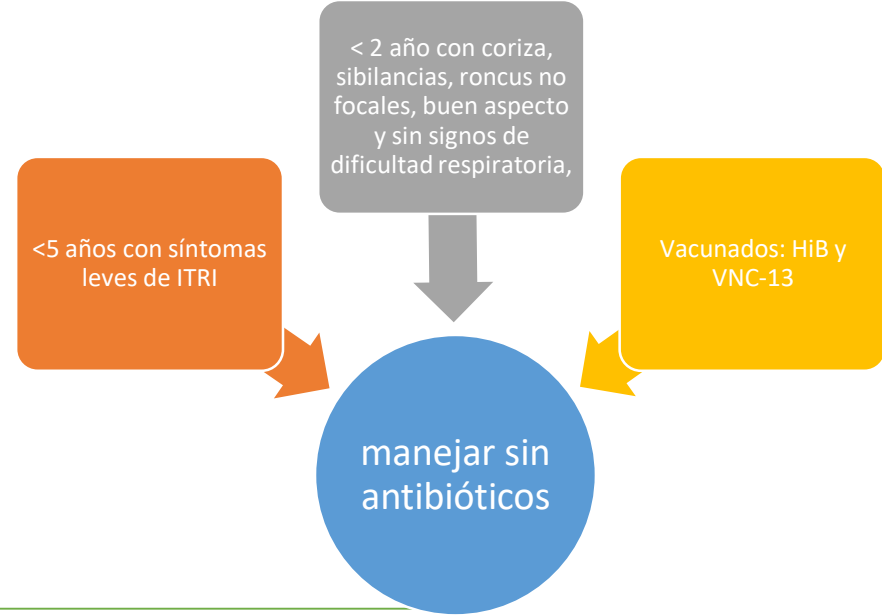 < 2 año con coriza,
sibilancias, roncus no
focales, buen aspecto
y sin signos de
dificultad respiratoria,
<5 años con síntomas
leves de ITRI
Vacunados: HiB y
VNC-13
manejar sin
antibióticos